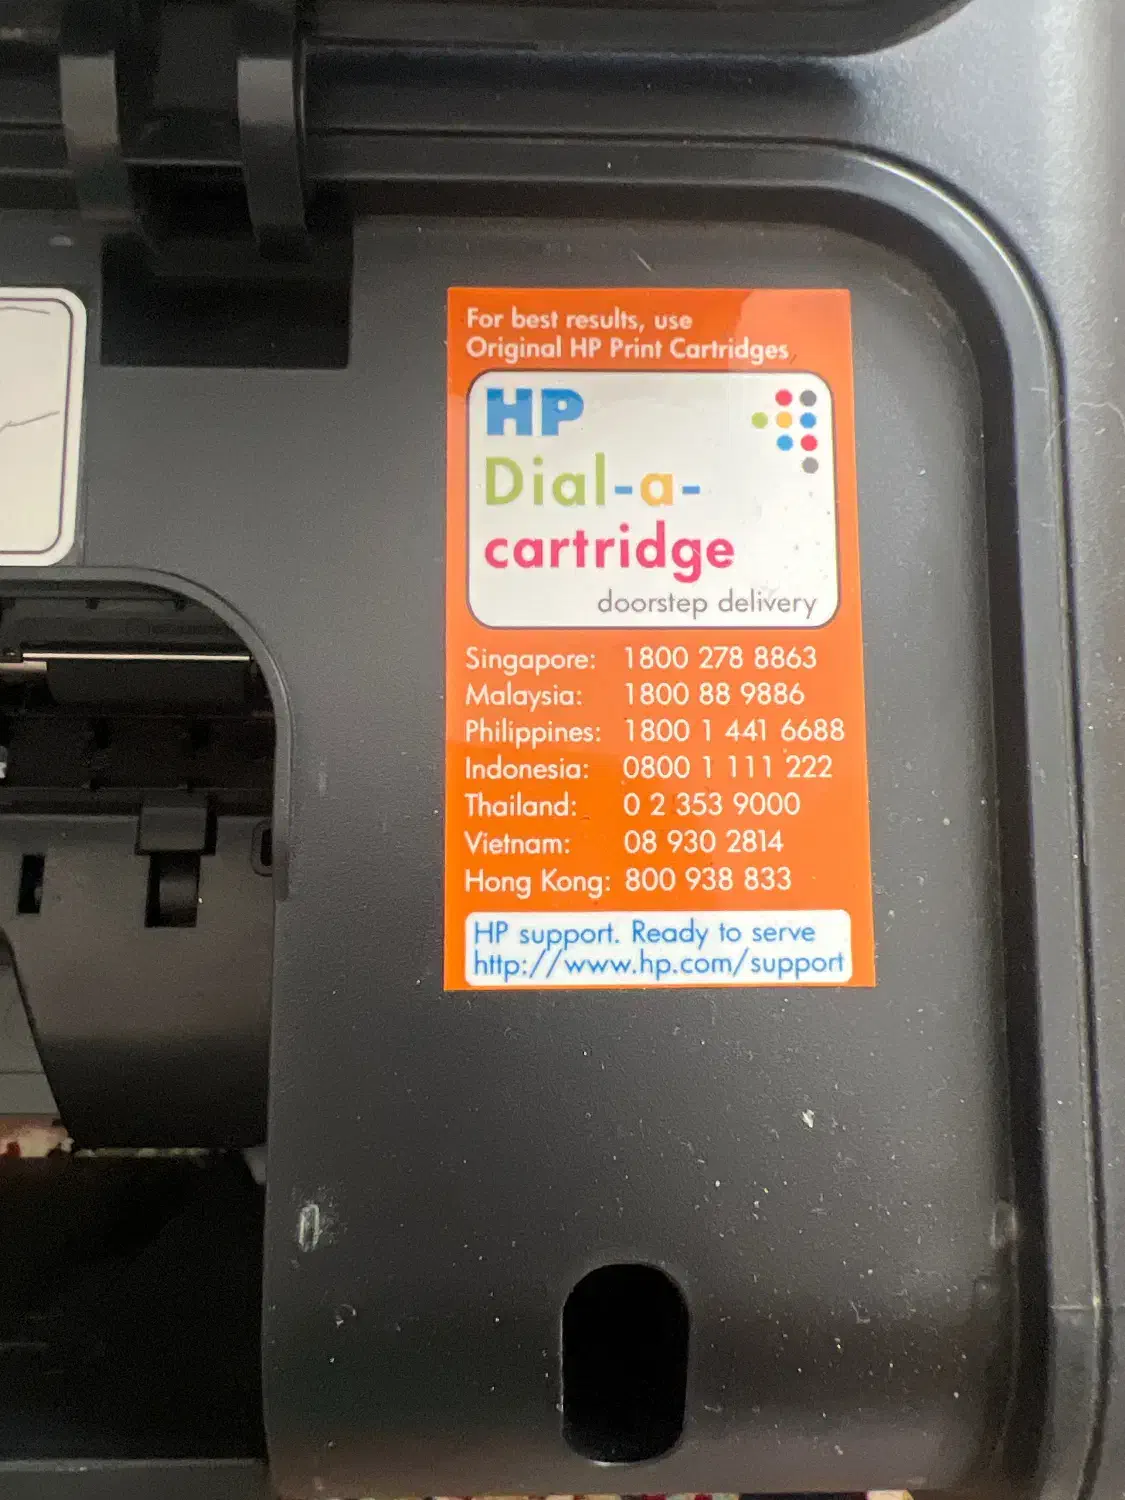 For best results, use
Original HP Print Cartridges
HP
Dial-a-
cartridge
doorstep delivery
Singapore: 1800 278 8863
Malaysia: 1800 88 9886
Philippines: 1800 1 441 6688
Indonesia: 0800 1 111 222
Thailand: 0 2 353 9000
Vietnam: 08 930 2814
Hong Kong: 800 938 833
HP support. Ready to serve
http://www.hp.com/support